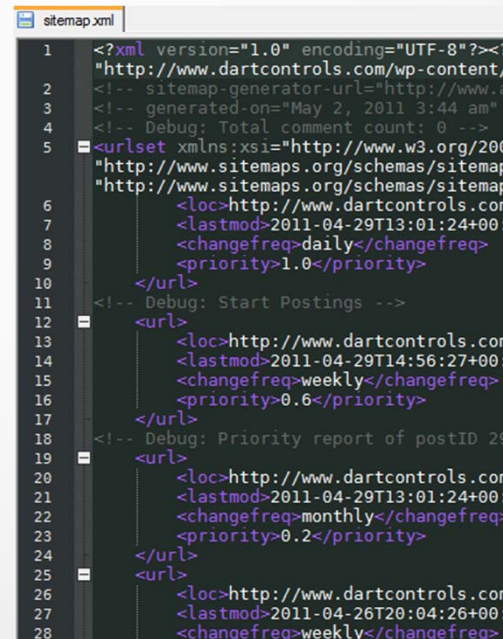 sitemap.xml
1 <?xml version="1.0" encoding="UTF-8"?><
"http://www.dartcontrols.com/wp-content/
2 <!-- sitemap-generator-url="http://www.a
3 <!-- generated-on="May 2, 2011 3:44 am"
4 <!-- Debug: Total comment count: 0 -->
5 <urlset xmlns:xsi="http://www.w3.org/200
"http://www.sitemaps.org/schemas/sitemap
"http://www.sitemaps.org/schemas/sitemap
6 <loc>http://www.dartcontrols.com
7 <lastmod>2011-04-29T13:01:24+00:
8 <changefreq>daily</changefreq>
9 <priority>1.0</priority>
10 </url>
11 <!-- Debug: Start Postings -->
12 <url>
13 <loc>http://www.dartcontrols.com
14 <lastmod>2011-04-29T14:56:27+00:
15 <changefreq>weekly</changefreq>
16 <priority>0.6</priority>
17 </url>
18 <!-- Debug: Priority report of postID 29
19 <url>
20 <loc>http://www.dartcontrols.com
21 <lastmod>2011-04-29T13:01:24+00:
22 <changefreq>monthly</changefreq>
23 <priority>0.2</priority>
24 </url>
25 <url>
26 <loc>http://www.dartcontrols.com
27 <lastmod>2011-04-26T20:04:26+00:
28 <changefreq>weekly</changefreq>